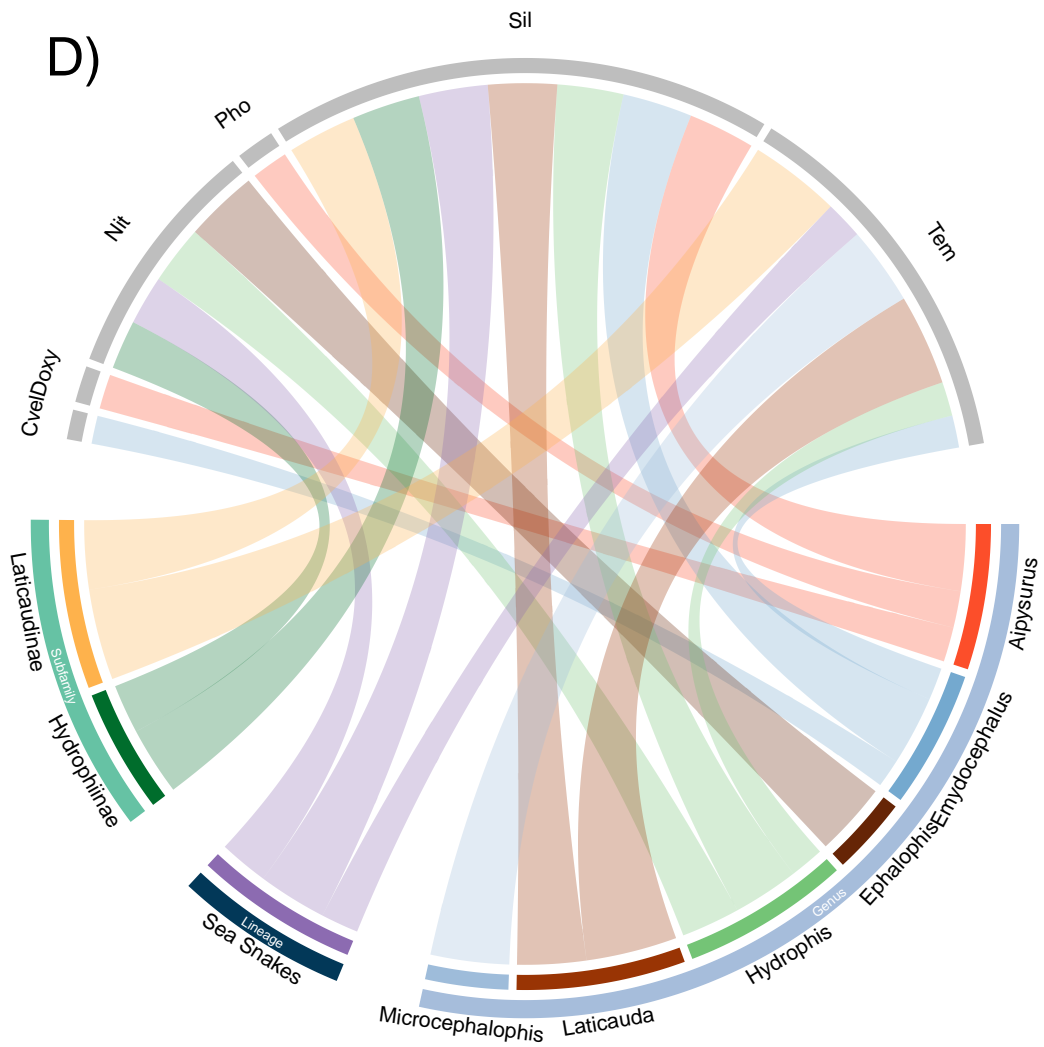 D)
Sil
Pho
Nit
Tem
CvelDoxy
Laticaudinae
Subfamily
Hydrophiinae
Aipysurus
Emydocephalus
Ephalophis
Genus
Hydrophis
Lineage
Sea Snakes
Laticauda
Microcephalophis